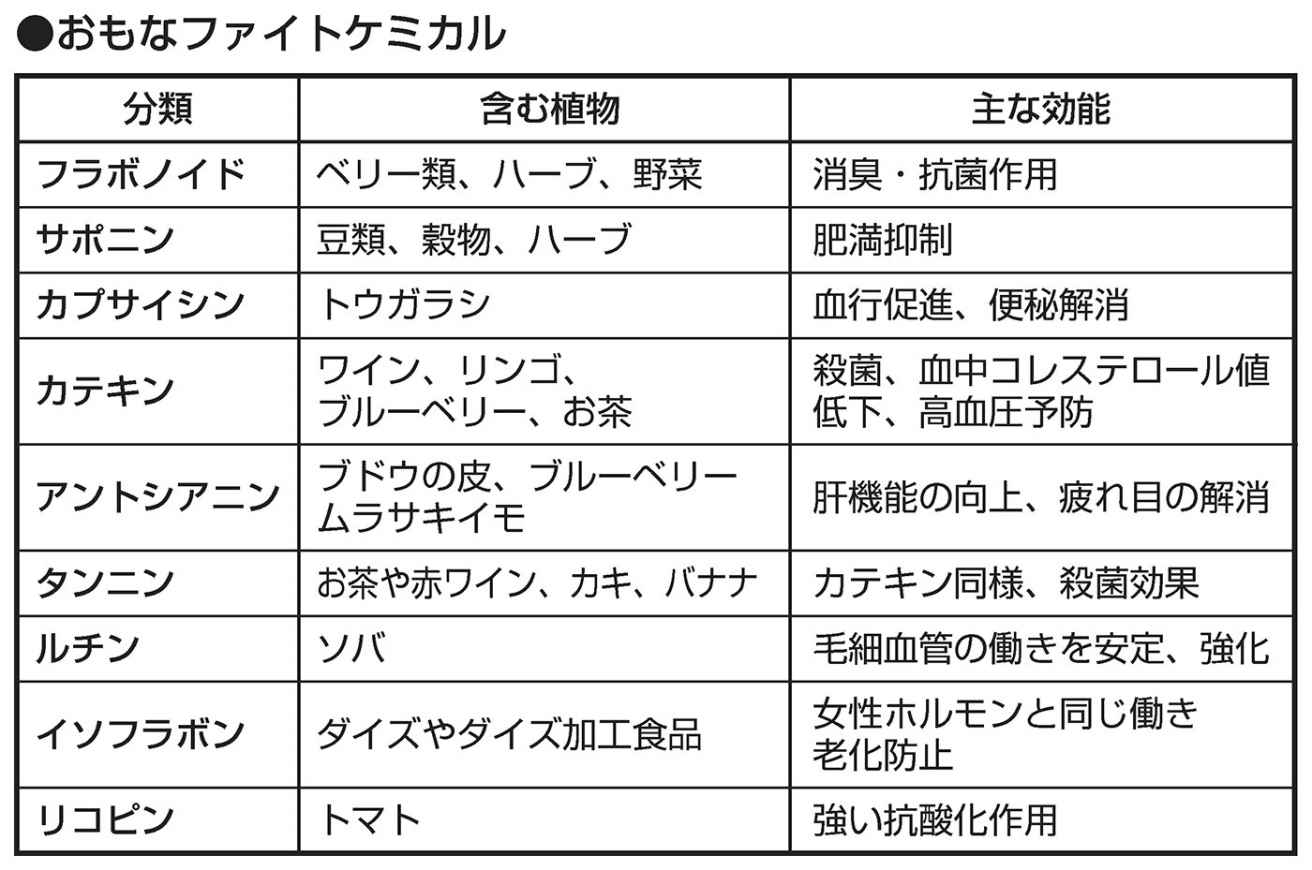 ●おもなファイトケミカル
分類 含む植物 主な効能
フラボノイド ベリー類、ハーブ、野菜 消臭・抗菌作用
サポニン 豆類、穀物、ハーブ 肥満抑制
カプサイシン トウガラシ 血行促進、便秘解消
カテキン ワイン、リンゴ、 殺菌、血中コレステロール値
ブルーベリー、お茶 低下、高血圧予防
アントシアニン ブドウの皮、ブルーベリー 肝機能の向上、疲れ目の解消
ムラサキイモ
タンニン お茶や赤ワイン、カキ、バナナ カテキン同様、殺菌効果
ルチン ソバ 毛細血管の働きを安定、強化
イソフラボン ダイズやダイズ加工食品 女性ホルモンと同じ働き
老化防止
リコピン トマト 強い抗酸化作用